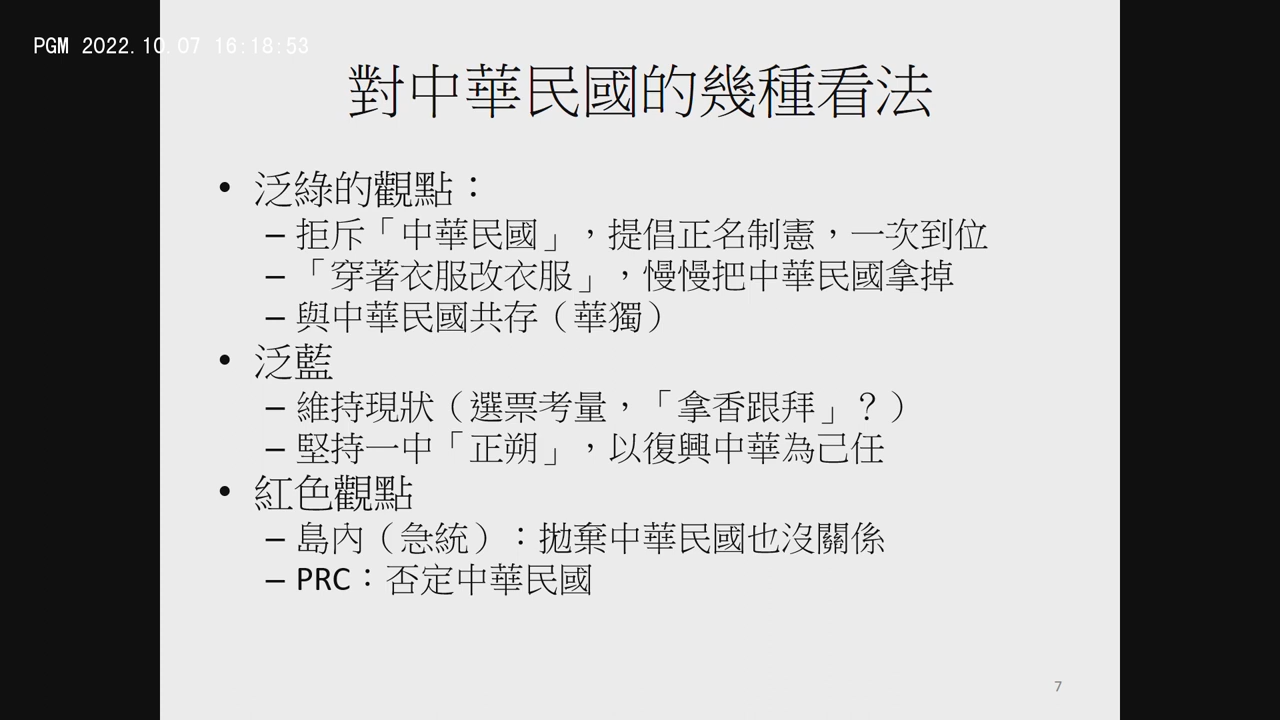 PGM 2022.10.07 16:18:53
對中華民國的幾種看法
• 泛綠的觀點：
– 拒斥「中華民國」，提倡正名制憲，一次到位
– 「穿著衣服改衣服」，慢慢把中華民國拿掉
– 與中華民國共存（華獨）
• 泛藍
– 維持現狀（選票考量，「拿香跟拜」？）
– 堅持一中「正朔」，以復興中華為己任
• 紅色觀點
– 島內（急統）：拋棄中華民國也沒關係
– PRC：否定中華民國
7